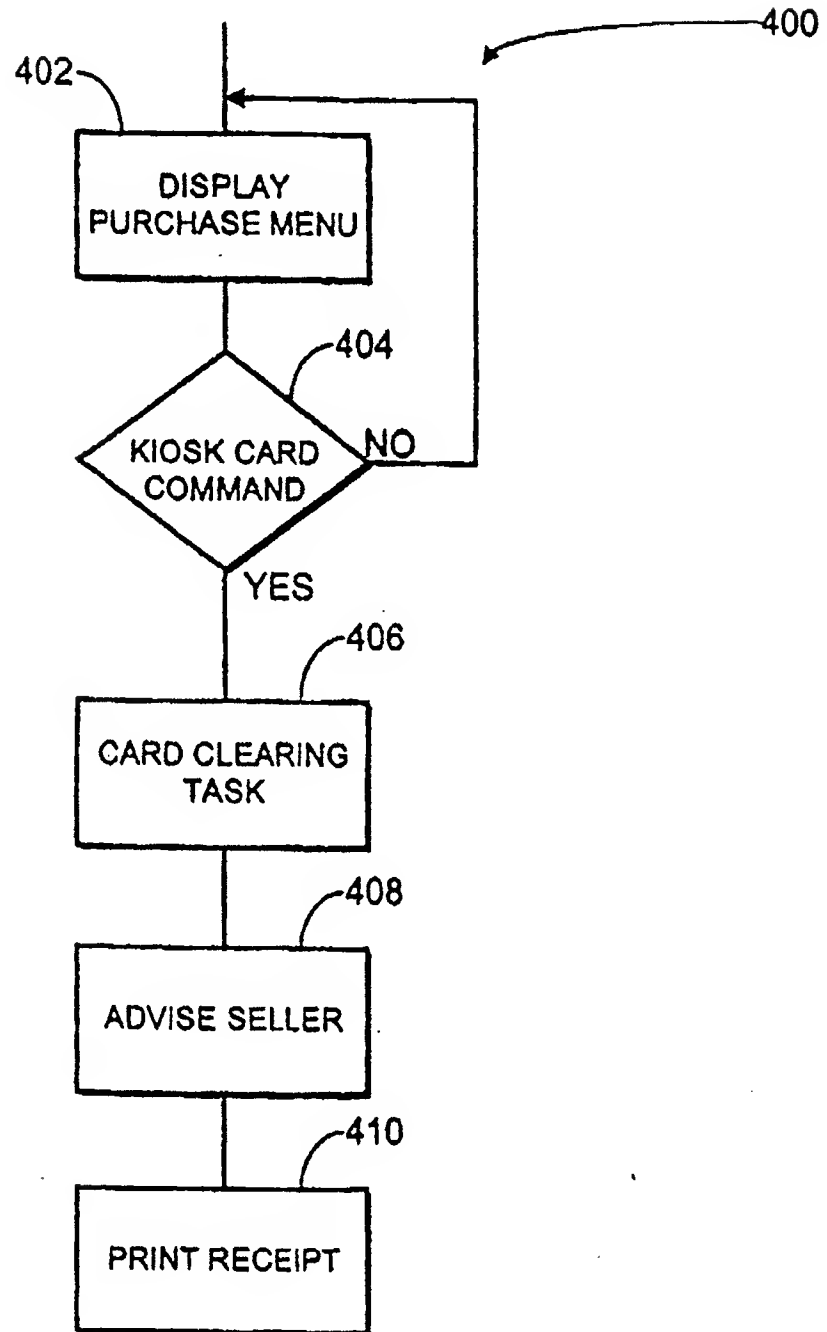 400
402
DISPLAY
PURCHASE MENU
404
KIOSK CARD
COMMAND
NO
YES
406
CARD CLEARING
TASK
408
ADVISE SELLER
410
PRINT RECEIPT